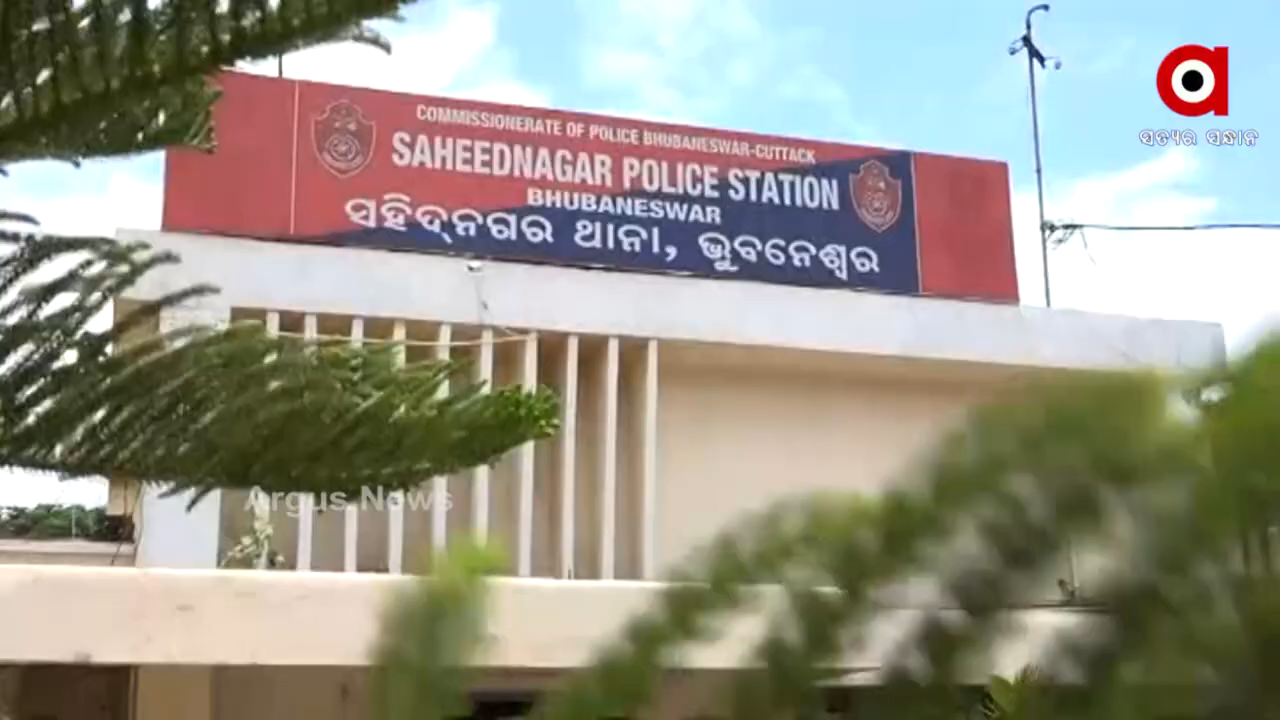 COMMISSIONERATE OF POLICE BHUBANESWAR-CUTTACK
SAHEEDNAGAR POLICE STATION
BHUBANESWAR
ସହିଦ୍‌ନଗର ଥାନା, ଭୁବନେଶ୍ୱର
a
ସତ୍ୟର ସନ୍ଧାନ
Argus News